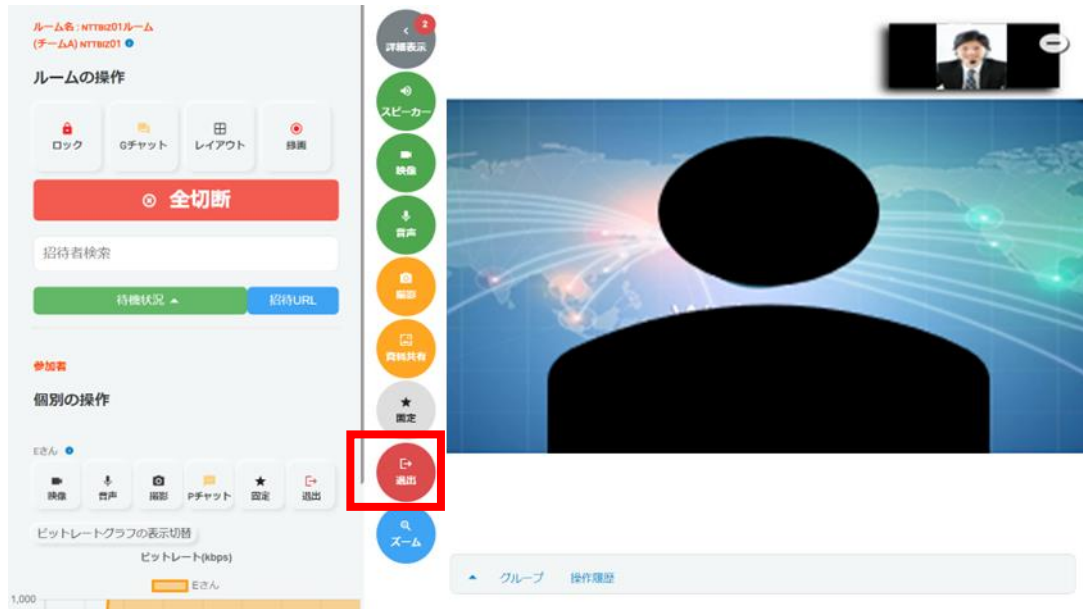 ルーム名 : NTTBIZ01ルーム
(チームA) NTTBIZ01
ルームの操作
ロック
Gチャット
レイアウト
録画
全切断
招待者検索
待機状況
招待URL
参加者
個別の操作
Eさん
映像
音声
撮影
Pチャット
固定
退出
ビットレートグラフの表示切替
ビットレート(kbps)
Eさん
1,000
2
詳細表示
スピーカー
映像
音声
撮影
資料共有
固定
退出
ズーム
グループ
操作履歴